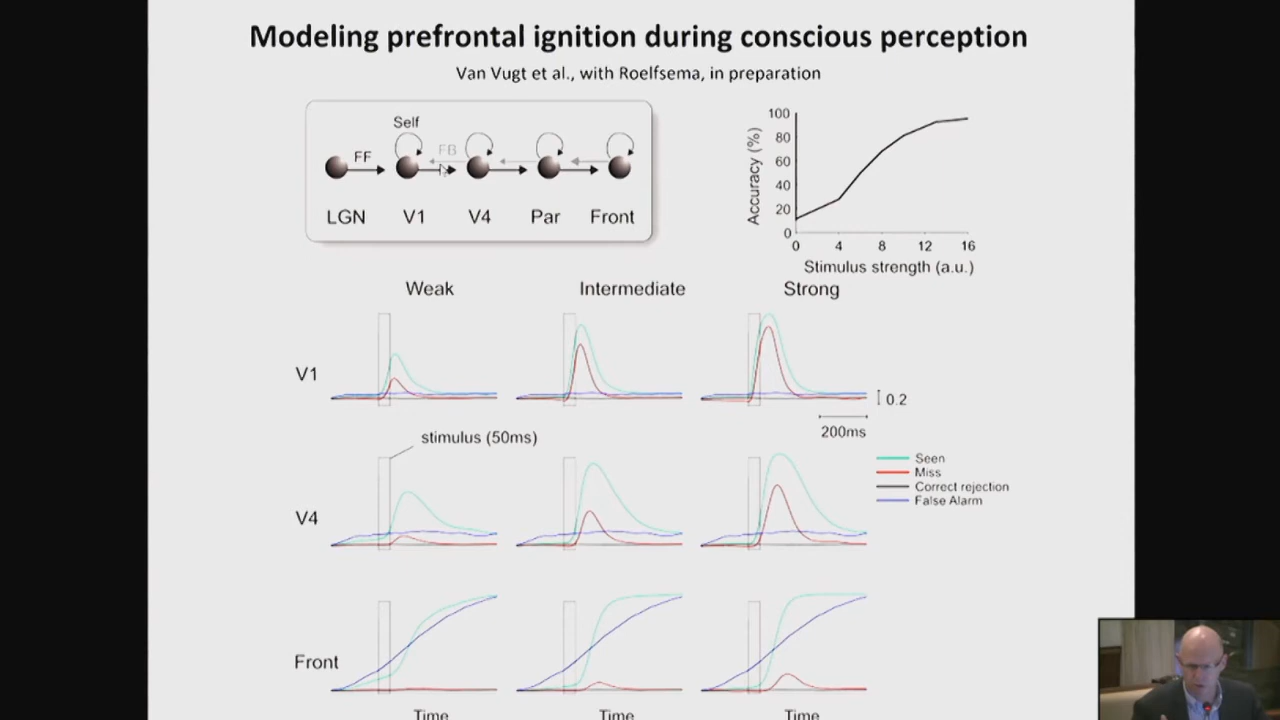 Modeling prefrontal ignition during conscious perception
Van Vugt et al., with Roelfsema, in preparation
Self
FF
FB
LGN V1 V4 Par Front
Accuracy (%)
100
80
60
40
20
0
0 4 8 12 16
Stimulus strength (a.u.)
Weak Intermediate Strong
V1
0.2
200ms
stimulus (50ms)
Seen
Miss
Correct rejection
False Alarm
V4
Front
Time Time Time